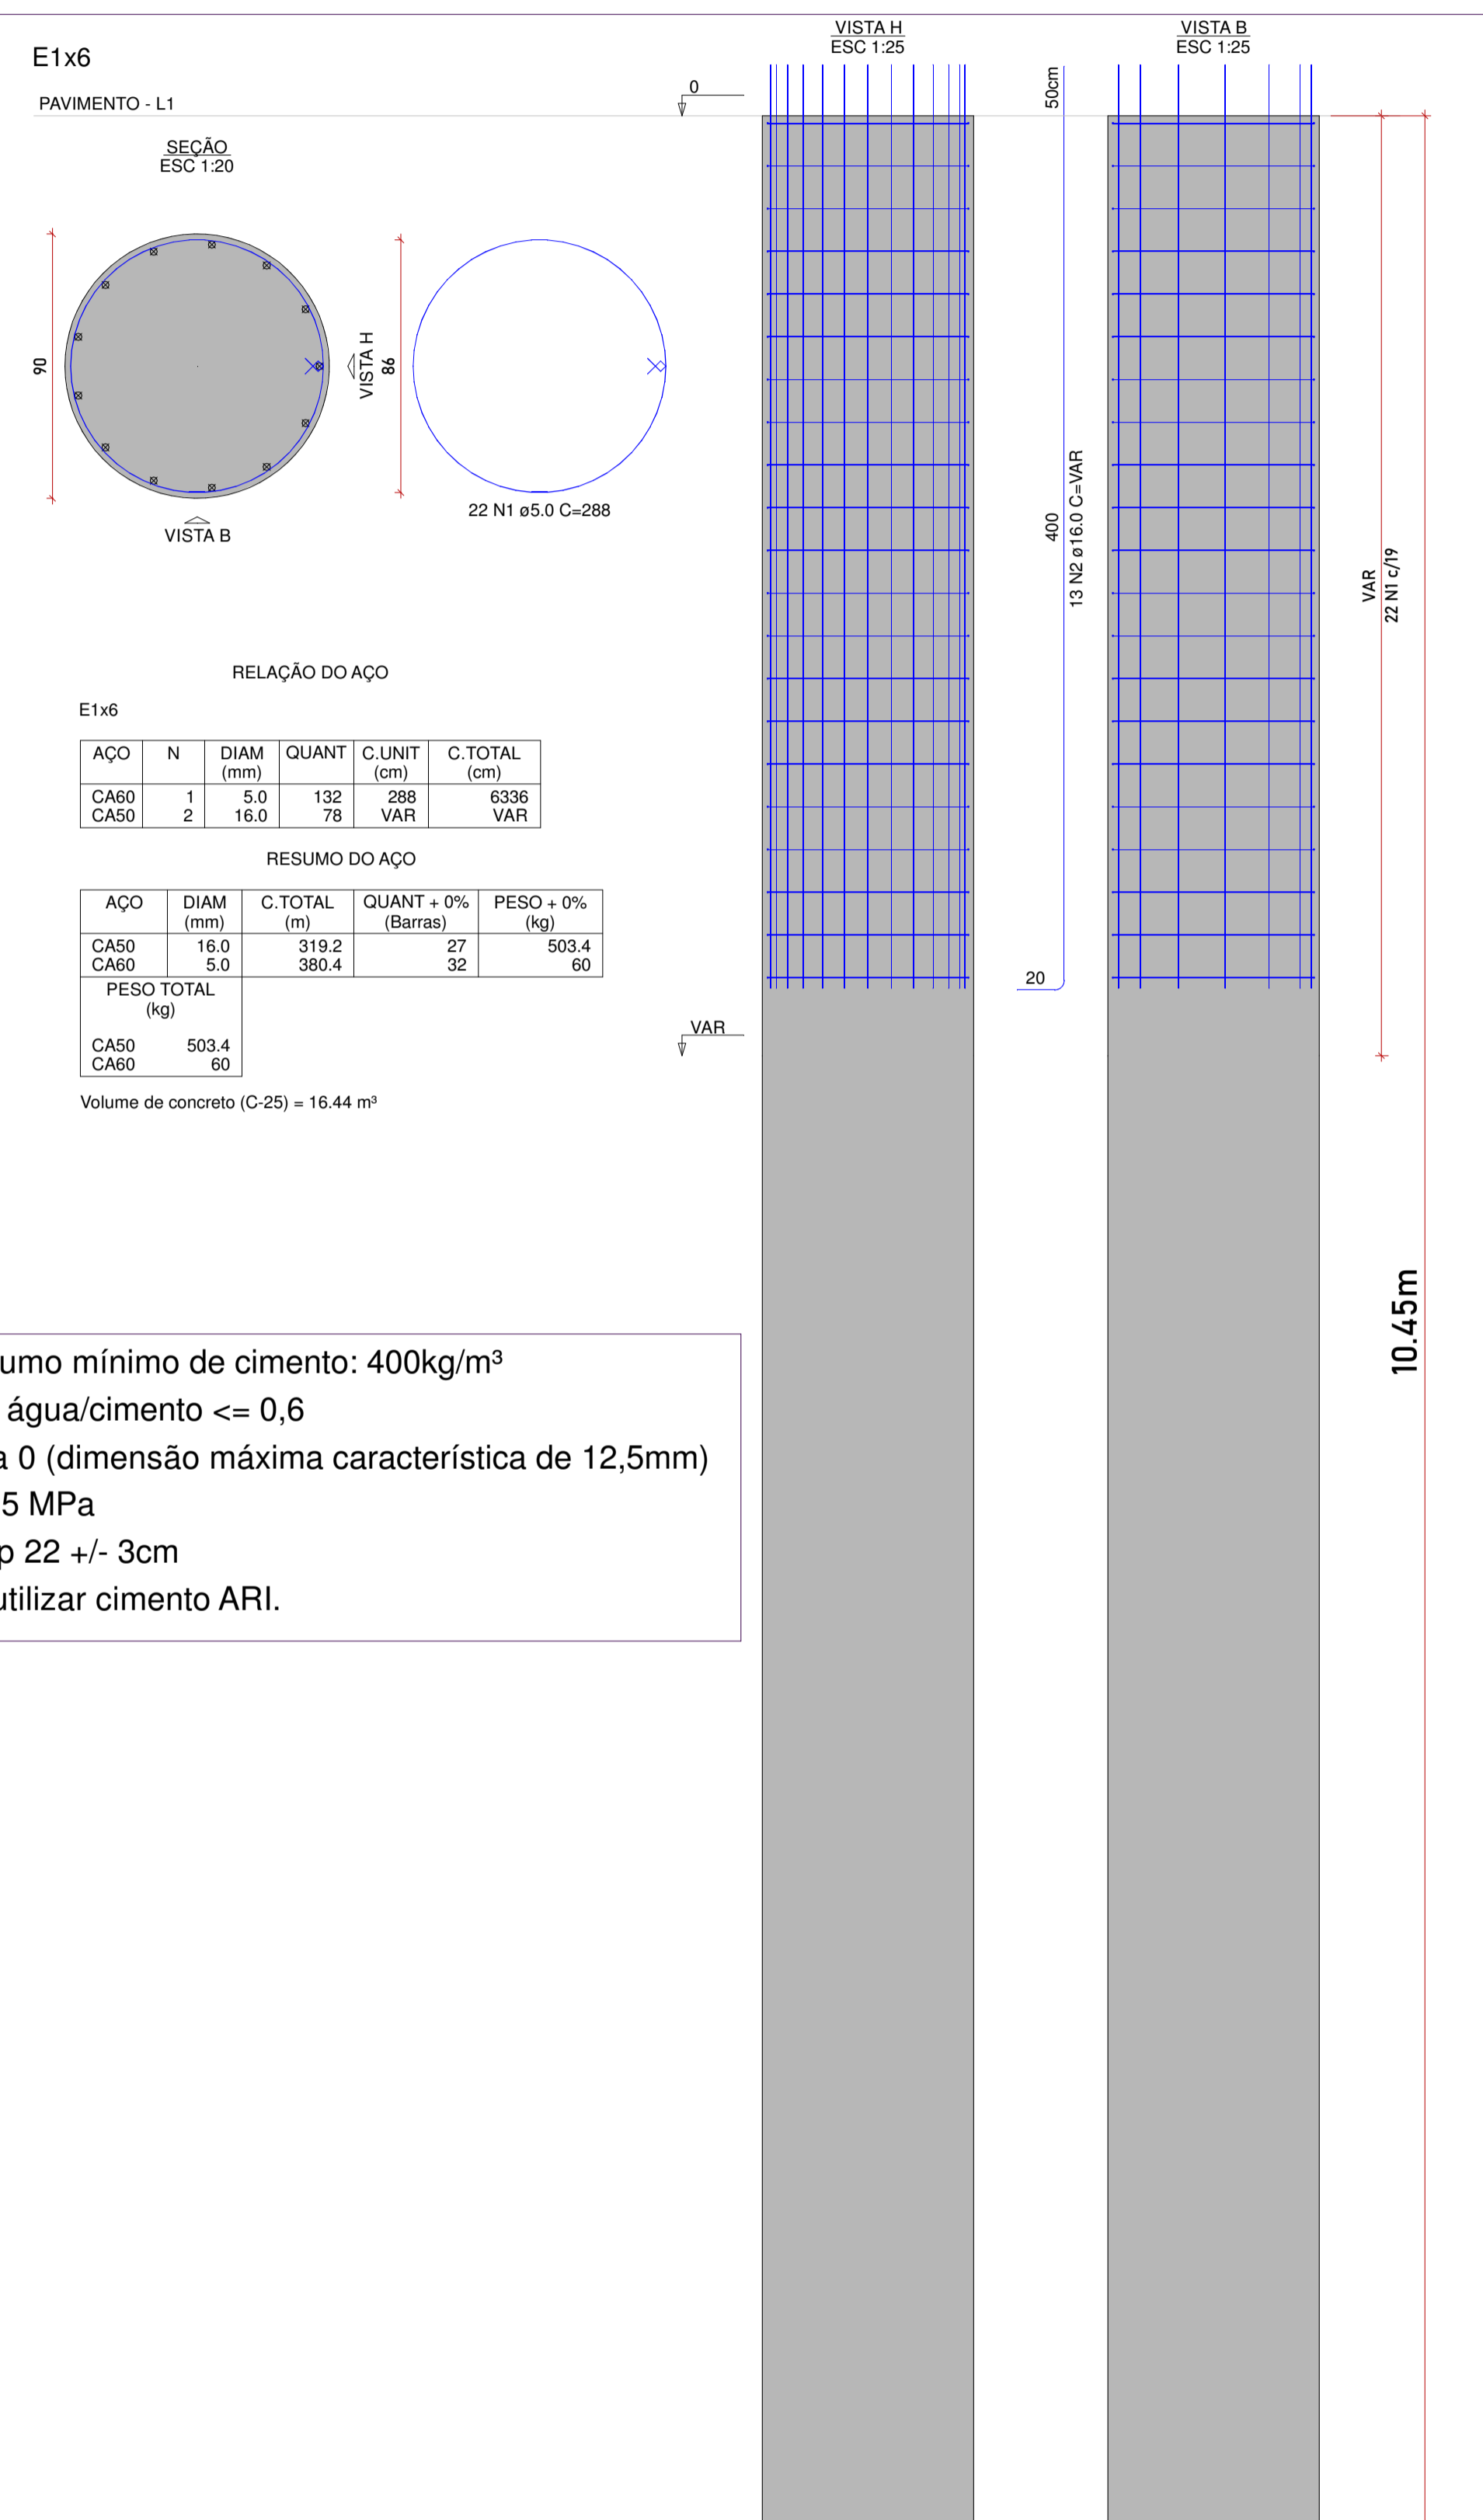 E1x6
PAVIMENTO - L1
SEÇÃO
ESC 1:20
90
VISTA H
VISTA B
86
22 N1 ø5.0 C=288
RELAÇÃO DO AÇO
E1x6
AÇO N DIAM (mm) QUANT C.UNIT (cm) C.TOTAL (cm)
CA60 1 5.0 132 288 6336
CA50 2 16.0 78 VAR VAR
RESUMO DO AÇO
AÇO DIAM (mm) C.TOTAL (m) QUANT + 0% (Barras) PESO + 0% (kg)
CA50 16.0 319.2 27 503.4
CA60 5.0 380.4 32 60
PESO TOTAL
(kg)
CA50 503.4
CA60 60
Volume de concreto (C-25) = 16.44 m³
umo mínimo de cimento: 400kg/m³
água/cimento <= 0,6
a 0 (dimensão máxima característica de 12,5mm)
5 MPa
p 22 +/- 3cm
utilizar cimento ARI.
VISTA H
ESC 1:25
0
VAR
50cm
400
13 N2 ø16.0 C=VAR
20
VISTA B
ESC 1:25
VAR
22 N1 c/19
10.45m